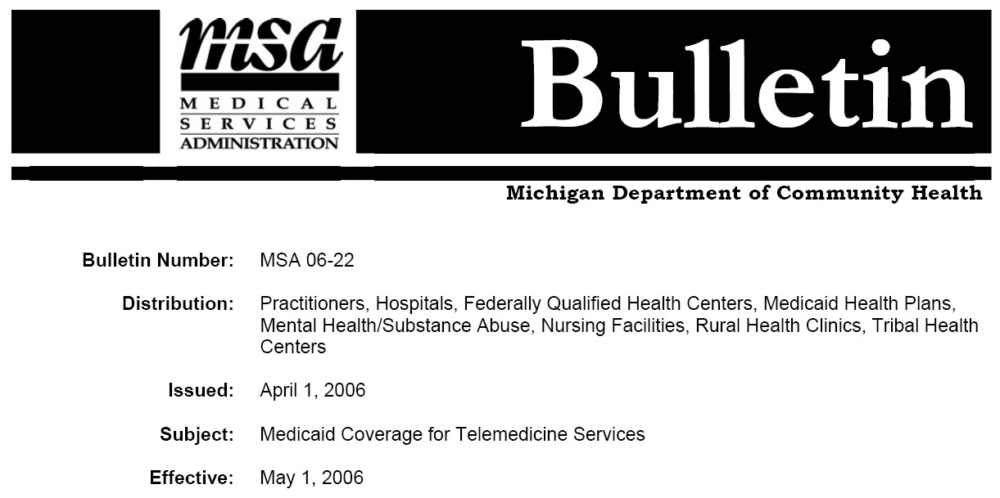 msa
MEDICAL
SERVICES
ADMINISTRATION
Bulletin
Michigan Department of Community Health
Bulletin Number: MSA 06-22
Distribution: Practitioners, Hospitals, Federally Qualified Health Centers, Medicaid Health Plans,
Mental Health/Substance Abuse, Nursing Facilities, Rural Health Clinics, Tribal Health
Centers
Issued: April 1, 2006
Subject: Medicaid Coverage for Telemedicine Services
Effective: May 1, 2006